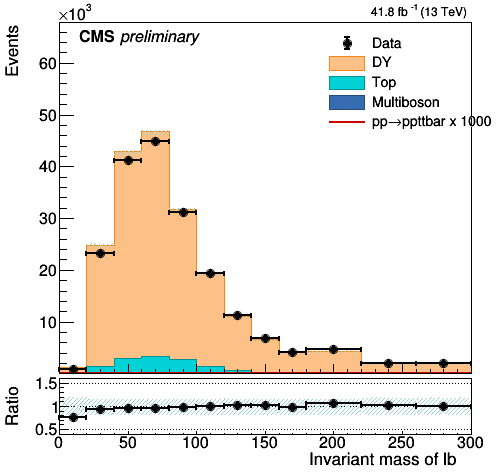 ×10³
41.8 fb⁻¹ (13 TeV)
CMS preliminary
Events
Data
DY
Top
Multiboson
pp→ppttbar x 1000
60
50
40
30
20
10
Ratio
1.5
1
0.5
0 50 100 150 200 250 300
Invariant mass of lb